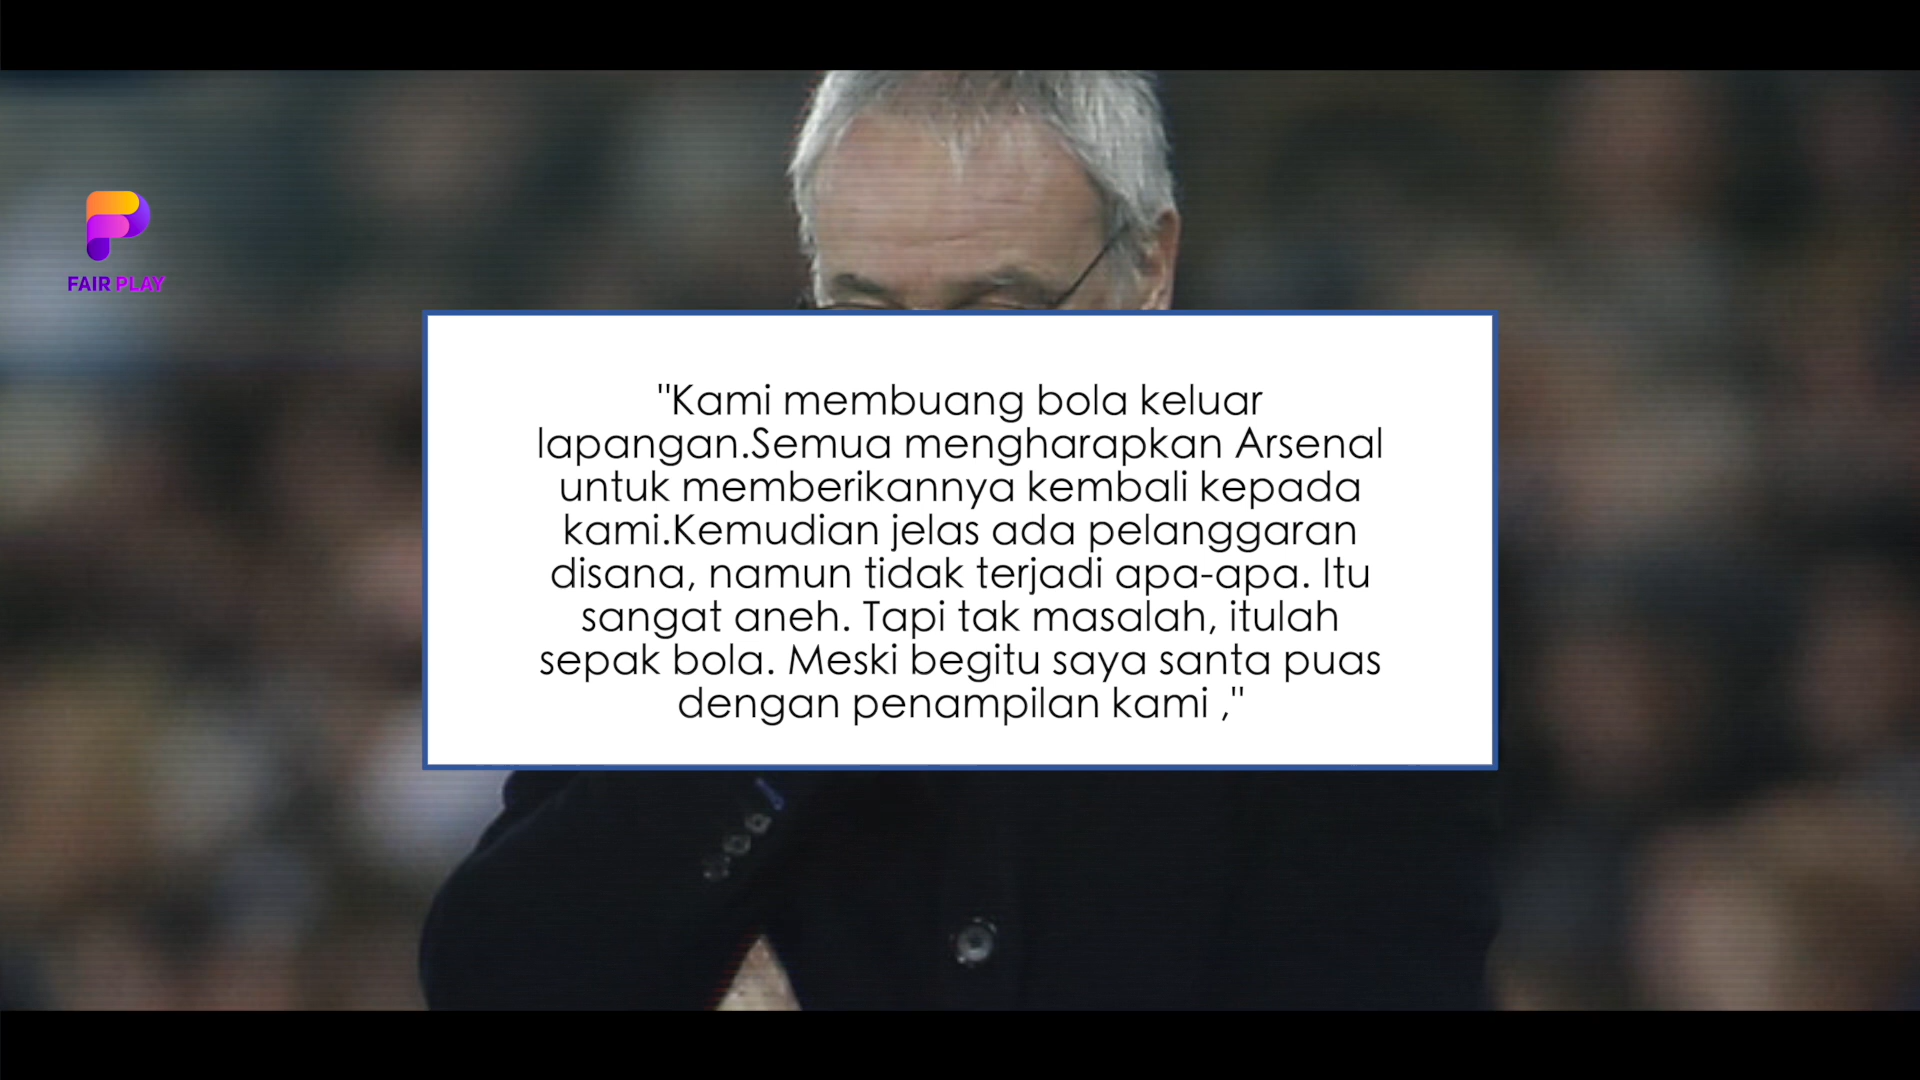 FAIR PLAY
"Kami membuang bola keluar
lapangan.Semua mengharapkan Arsenal
untuk memberikannya kembali kepada
kami.Kemudian jelas ada pelanggaran
disana, namun tidak terjadi apa-apa. Itu
sangat aneh. Tapi tak masalah, itulah
sepak bola. Meski begitu saya santa puas
dengan penampilan kami ,"